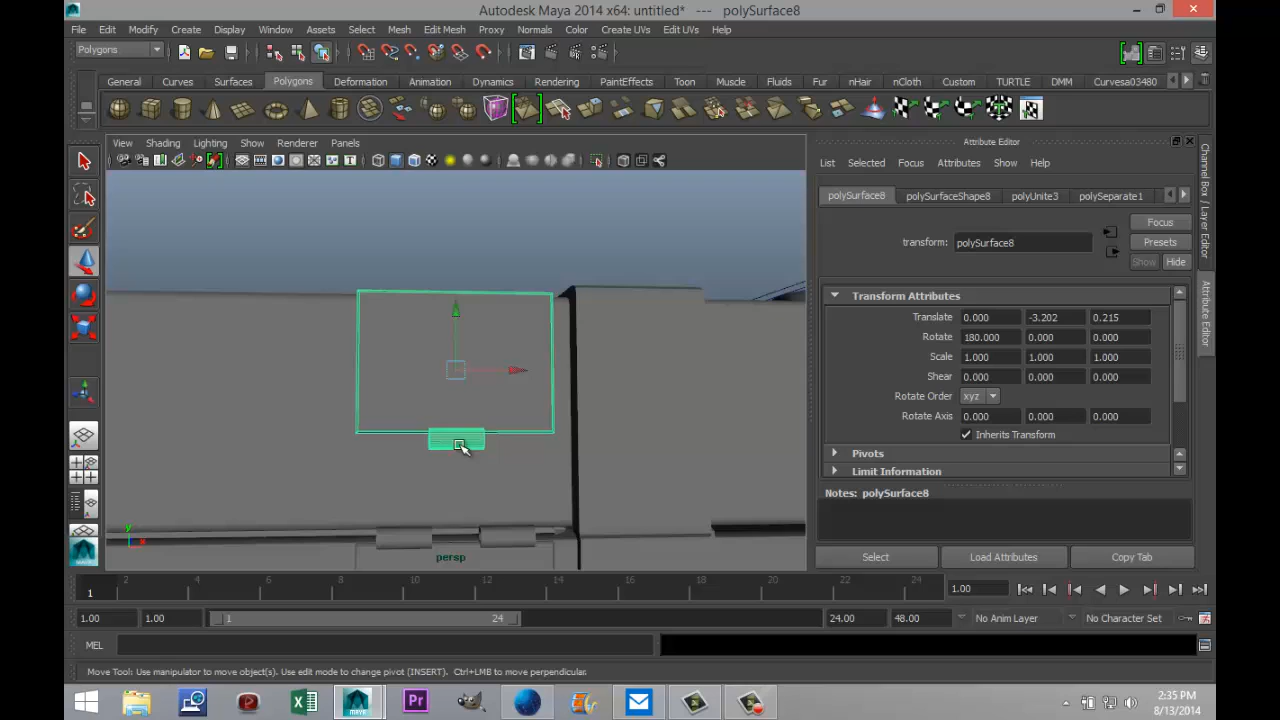 Autodesk Maya 2014 x64: untitled* --- polySurface8
File Edit Modify Create Display Window Assets Select Mesh Edit Mesh Proxy Normals Color Create UVs Edit UVs Help
Polygons
General Curves Surfaces Polygons Deformation Animation Dynamics Rendering PaintEffects Toon Muscle Fluids Fur nHair nCloth Custom TURTLE DMM Curvesa03480
View Shading Lighting Show Renderer Panels
Attribute Editor
List Selected Focus Attributes Show Help
polySurface8 polySurfaceShape8 polyUnite3 polySeparate1
transform: polySurface8
Focus
Presets
Show Hide
Transform Attributes
Translate 0.000 -3.202 0.215
Rotate 180.000 0.000 0.000
Scale 1.000 1.000 1.000
Shear 0.000 0.000 0.000
Rotate Order xyz
Rotate Axis 0.000 0.000 0.000
Inherits Transform
Pivots
Limit Information
Notes: polySurface8
Select Load Attributes Copy Tab
Channel Box / Layer Editor
Attribute Editor
y
x
persp
2 4 6 8 10 12 14 16 18 20 22 24
1
1.00
1.00 1.00 1 24 24.00 48.00 No Anim Layer No Character Set
MEL
Move Tool: Use manipulator to move object(s). Use edit mode to change pivot (INSERT). Ctrl+LMB to move perpendicular.
MAYA
Pr
2:35 PM
8/13/2014